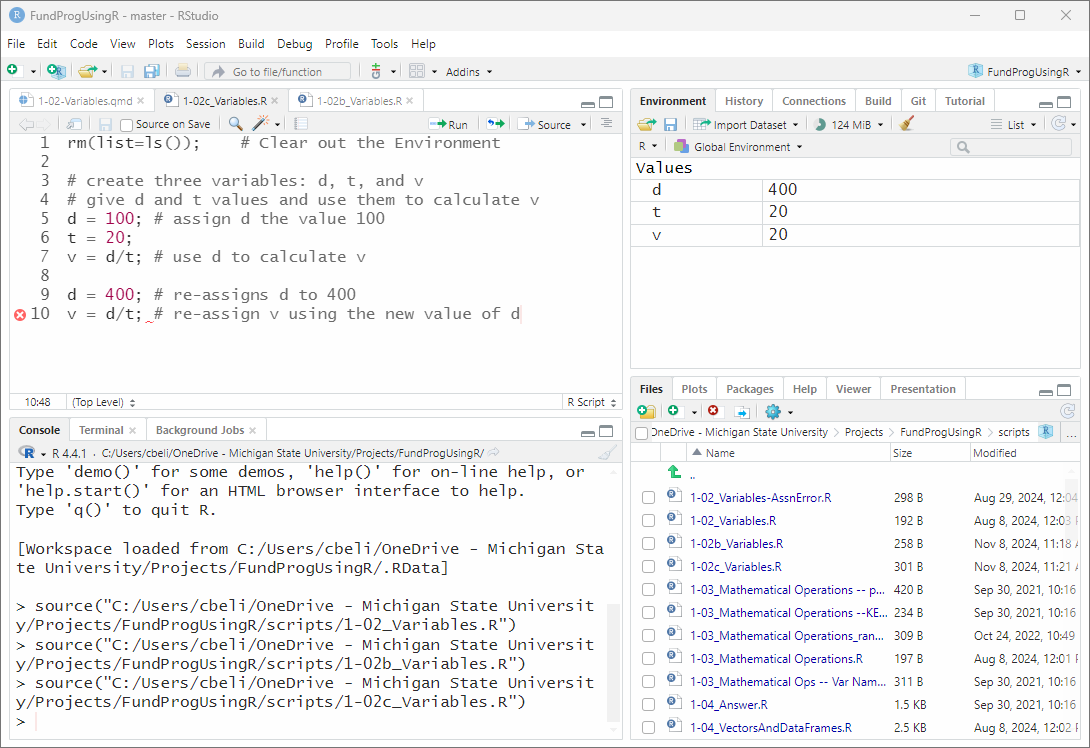 FundProgUsingR - master - RStudio
File Edit Code View Plots Session Build Debug Profile Tools Help
Go to file/function Addins FundProgUsingR
1-02-Variables.qmd 1-02c_Variables.R 1-02b_Variables.R
Source on Save Run Source
1 rm(list=ls()); # Clear out the Environment
2
3 # create three variables: d, t, and v
4 # give d and t values and use them to calculate v
5 d = 100; # assign d the value 100
6 t = 20;
7 v = d/t; # use d to calculate v
8
9 d = 400; # re-assigns d to 400
10 v = d/t; # re-assign v using the new value of d
10:48 (Top Level) R Script
Console Terminal Background Jobs
R 4.4.1 · C:/Users/cbeli/OneDrive - Michigan State University/Projects/FundProgUsingR/
Type 'demo()' for some demos, 'help()' for on-line help, or
'help.start()' for an HTML browser interface to help.
Type 'q()' to quit R.
[Workspace loaded from C:/Users/cbeli/OneDrive - Michigan Sta
te University/Projects/FundProgUsingR/.RData]
> source("C:/Users/cbeli/OneDrive - Michigan State Universit
y/Projects/FundProgUsingR/scripts/1-02_Variables.R")
> source("C:/Users/cbeli/OneDrive - Michigan State Universit
y/Projects/FundProgUsingR/scripts/1-02b_Variables.R")
> source("C:/Users/cbeli/OneDrive - Michigan State Universit
y/Projects/FundProgUsingR/scripts/1-02c_Variables.R")
>
Environment History Connections Build Git Tutorial
Import Dataset 124 MiB List
R Global Environment
Values
d 400
t 20
v 20
Files Plots Packages Help Viewer Presentation
OneDrive - Michigan State University Projects FundProgUsingR scripts ...
Name Size Modified
..
1-02_Variables-AssnError.R 298 B Aug 29, 2024, 12:04
1-02_Variables.R 192 B Aug 8, 2024, 12:03
1-02b_Variables.R 258 B Nov 8, 2024, 11:18 A
1-02c_Variables.R 301 B Nov 8, 2024, 11:21 A
1-03_Mathematical Operations -- p... 420 B Sep 30, 2021, 10:16
1-03_Mathematical Operations --KE... 234 B Sep 30, 2021, 10:16
1-03_Mathematical Operations_ran... 309 B Oct 24, 2022, 10:49
1-03_Mathematical Operations.R 197 B Aug 8, 2024, 12:01
1-03_Mathematical Ops -- Var Nam... 311 B Sep 30, 2021, 10:16
1-04_Answer.R 1.5 KB Sep 30, 2021, 10:16
1-04_VectorsAndDataFrames.R 2.5 KB Aug 8, 2024, 12:02